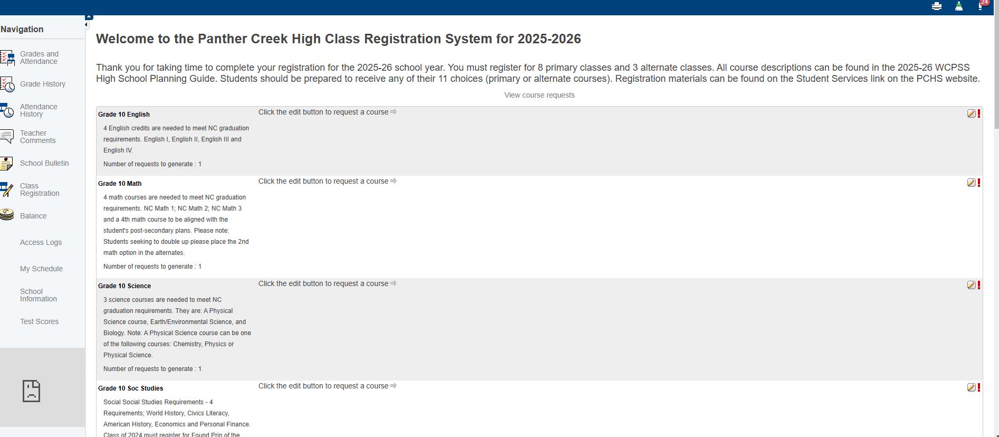 24
Navigation
Grades and
Attendance
Grade History
Attendance
History
Teacher
Comments
School Bulletin
Class
Registration
Balance
Access Logs
My Schedule
School
Information
Test Scores
Welcome to the Panther Creek High Class Registration System for 2025-2026
Thank you for taking time to complete your registration for the 2025-26 school year. You must register for 8 primary classes and 3 alternate classes. All course descriptions can be found in the 2025-26 WCPSS
High School Planning Guide. Students should be prepared to receive any of their 11 choices (primary or alternate courses). Registration materials can be found on the Student Services link on the PCHS website.
View course requests
Grade 10 English
Click the edit button to request a course
4 English credits are needed to meet NC graduation
requirements. English I, English II, English III and
English IV.
Number of requests to generate : 1
Grade 10 Math
Click the edit button to request a course
4 math courses are needed to meet NC graduation
requirements. NC Math 1; NC Math 2; NC Math 3
and a 4th math course to be aligned with the
student's post-secondary plans. Please note:
Students seeking to double up please place the 2nd
math option in the alternates.
Number of requests to generate : 1
Grade 10 Science
Click the edit button to request a course
3 science courses are needed to meet NC
graduation requirements. They are: A Physical
Science course, Earth/Environmental Science, and
Biology. Note: A Physical Science course can be one
of the following courses: Chemistry, Physics or
Physical Science.
Number of requests to generate : 1
Grade 10 Soc Studies
Click the edit button to request a course
Social Social Studies Requirements - 4
Requirements; World History, Civics Literacy,
American History, Economics and Personal Finance.
Class of 2024 must register for Found Prin of the